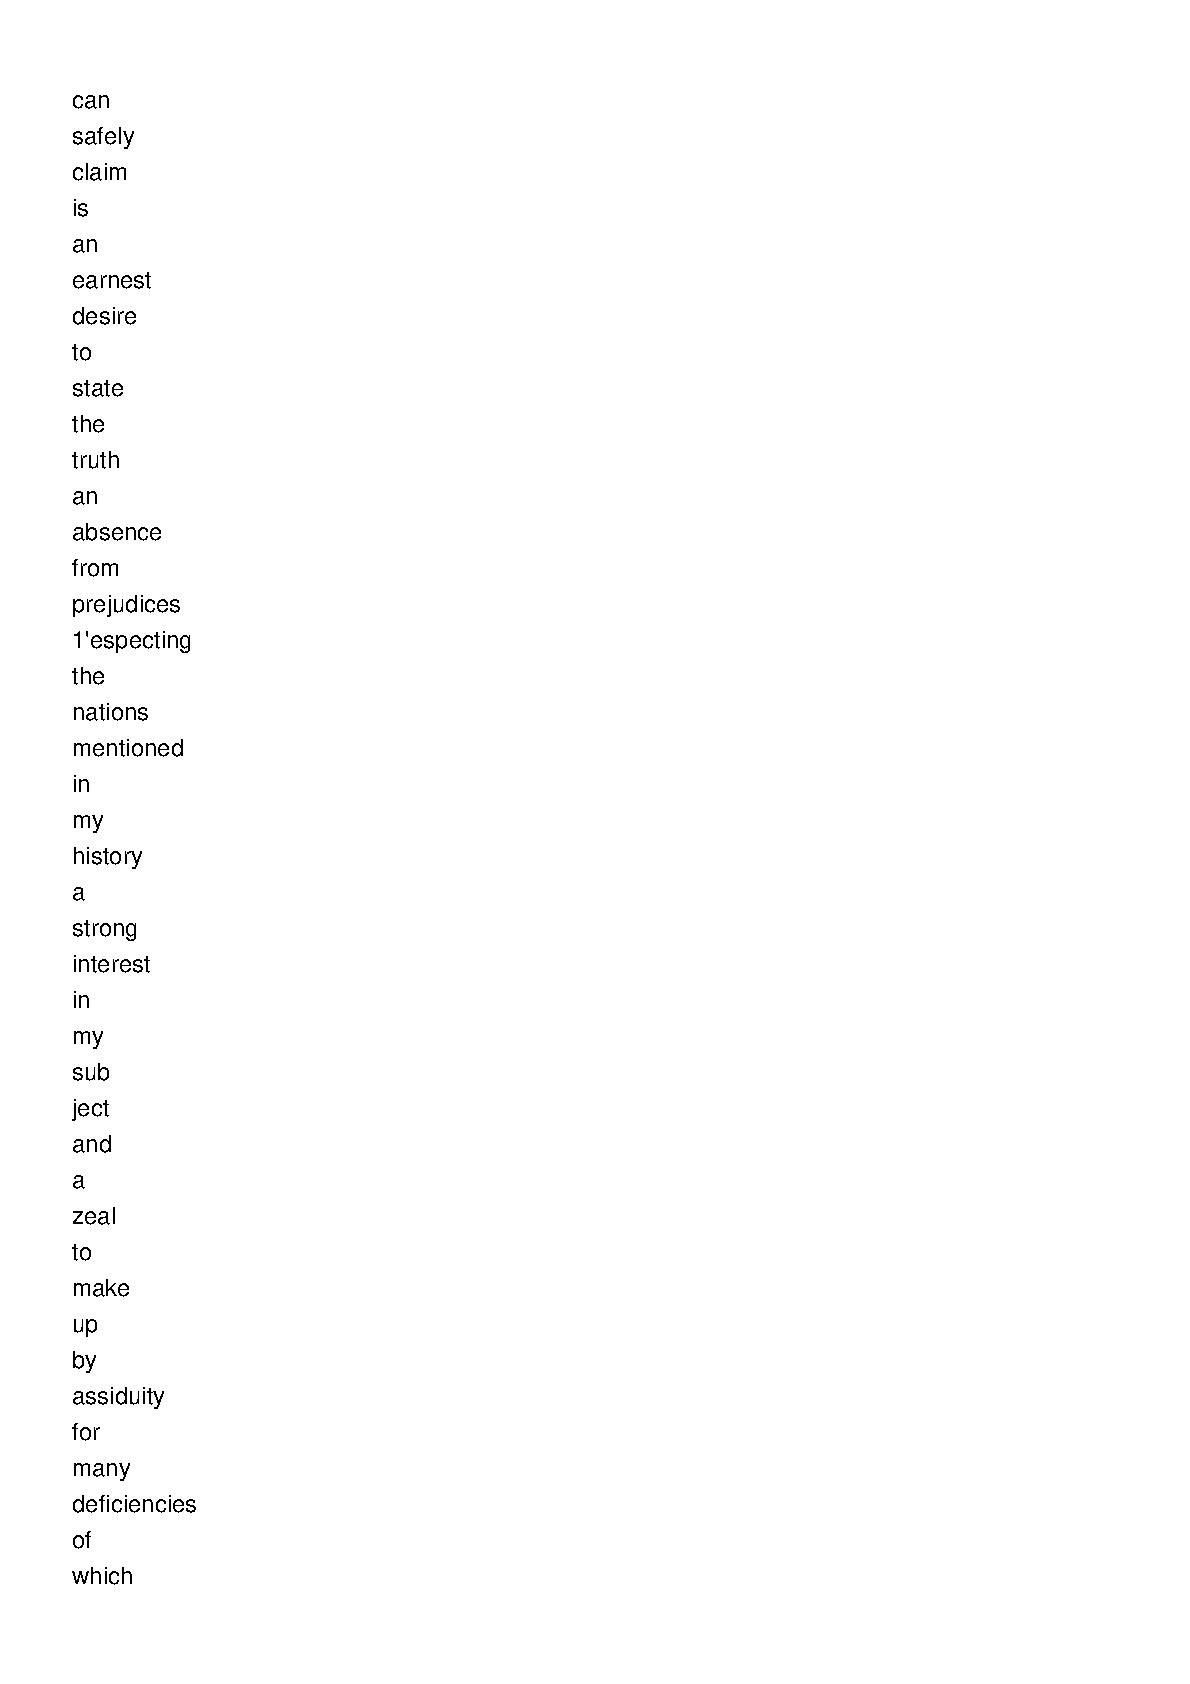 can
safely
claim
is
an
earnest
desire
to
state
the
truth
an
absence
from
prejudices
1'especting
the
nations
mentioned
in
my
history
a
strong
interest
in
my
sub
ject
and
a
zeal
to
make
up
by
assiduity
for
many
deficiencies
of
which